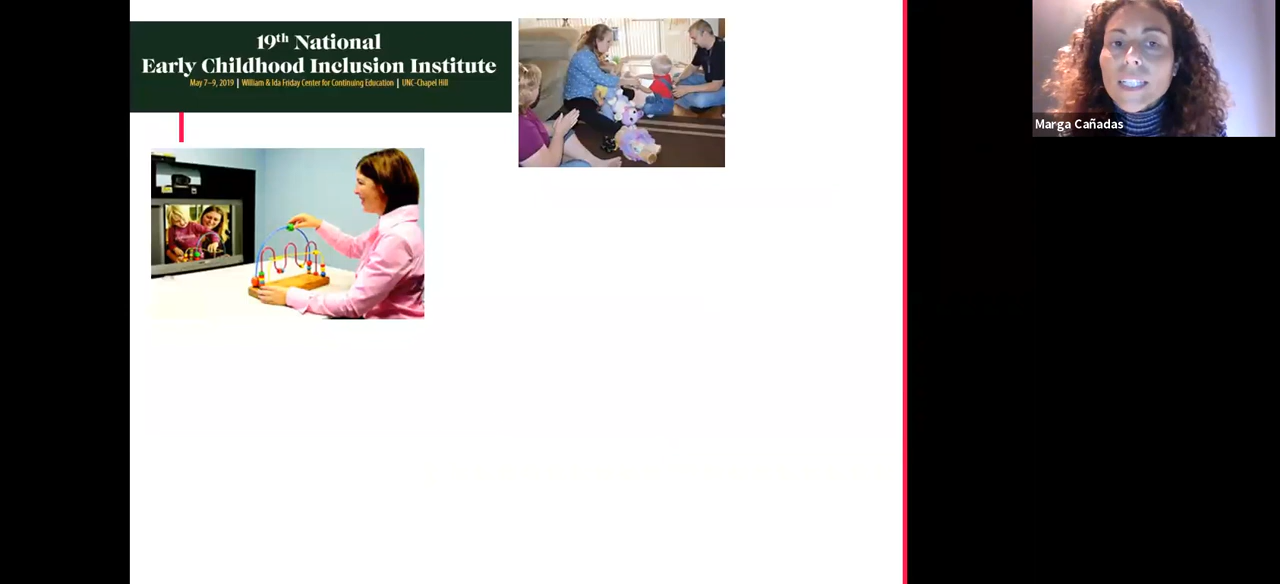 19th National
Early Childhood Inclusion Institute
May 7–9, 2019 | William & Ida Friday Center for Continuing Education | UNC-Chapel Hill
Marga Cañadas